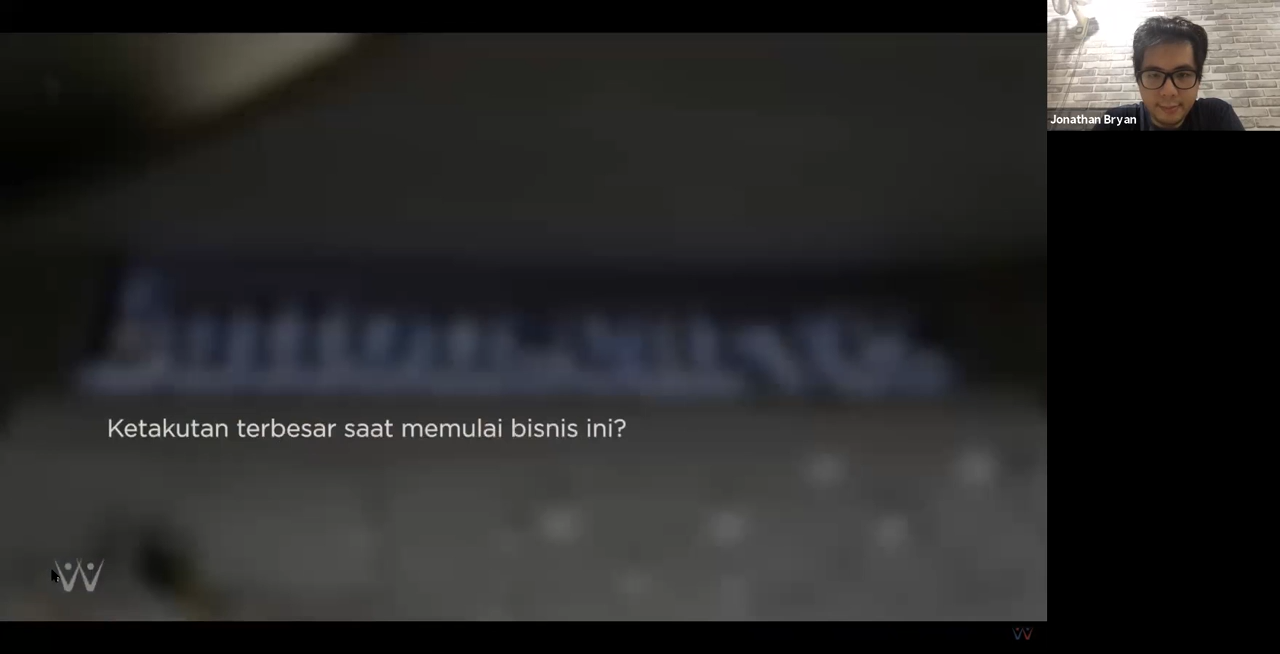 Jonathan Bryan
Ketakutan terbesar saat memulai bisnis ini?